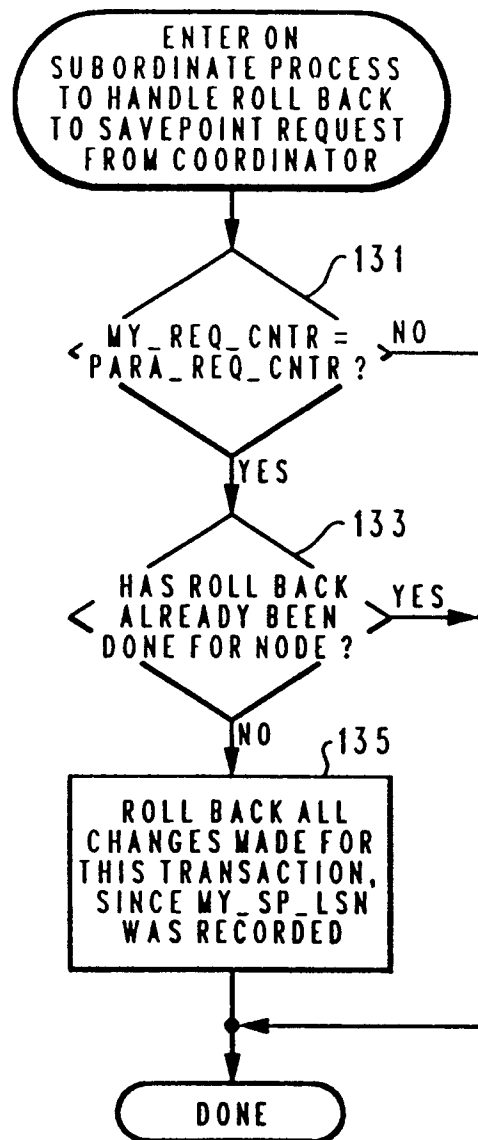 ENTER ON
SUBORDINATE PROCESS
TO HANDLE ROLL BACK
TO SAVEPOINT REQUEST
FROM COORDINATOR
131
MY_REQ_CNTR =
PARA_REQ_CNTR ?
NO
YES
133
HAS ROLL BACK
ALREADY BEEN
DONE FOR NODE ?
YES
NO
135
ROLL BACK ALL
CHANGES MADE FOR
THIS TRANSACTION,
SINCE MY_SP_LSN
WAS RECORDED
DONE